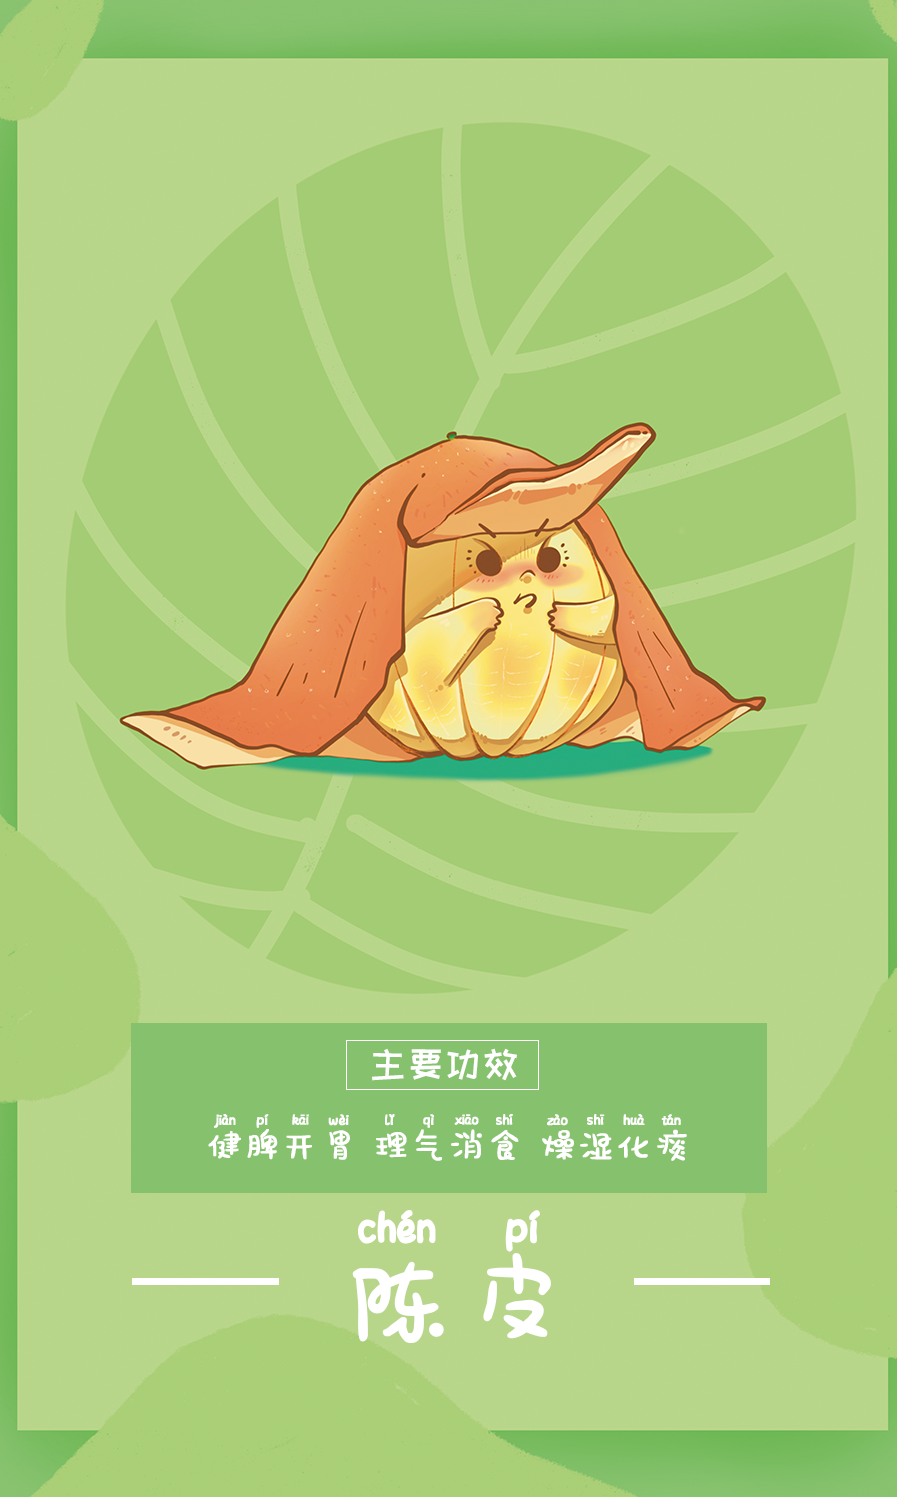 主要功效
jiàn pí kāi wèi lǐ qì xiāo shí zào shī huà tán
健脾开胃 理气消食 燥湿化痰
chén pí
陈皮